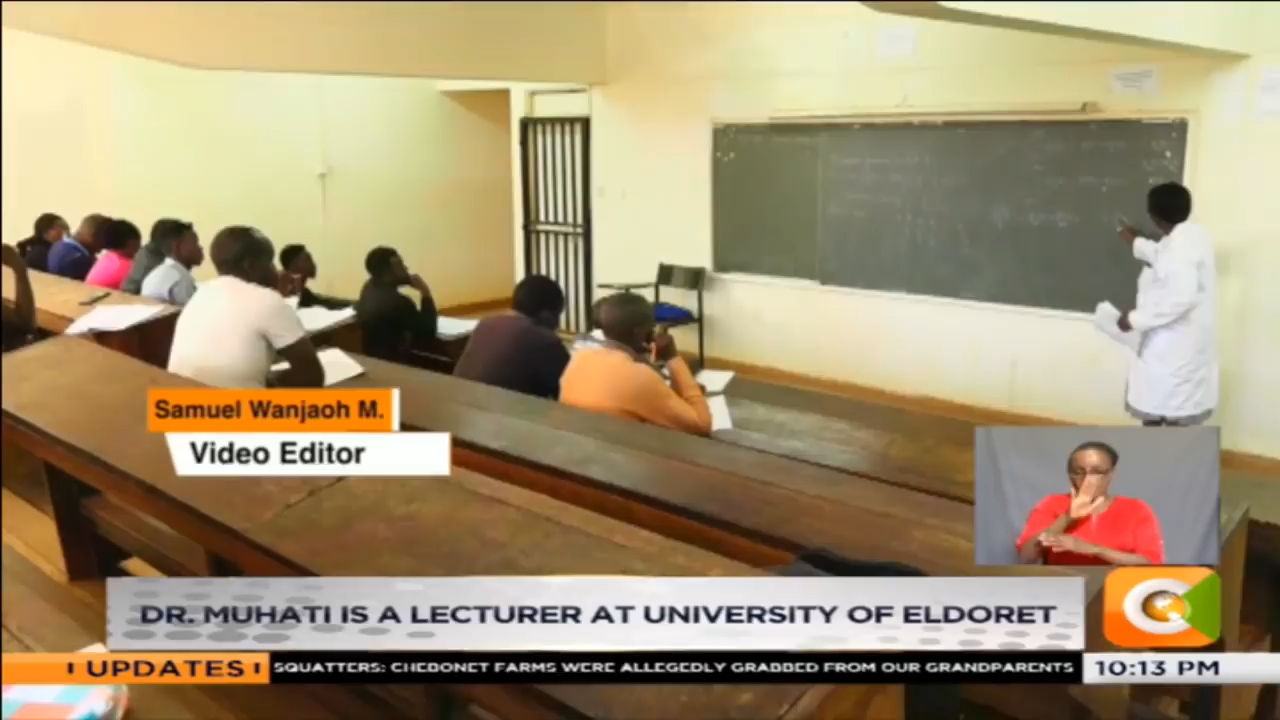 Samuel Wanjaoh M.
Video Editor
DR. MUHATI IS A LECTURER AT UNIVERSITY OF ELDORET
UPDATES
SQUATTERS: CHEBONET FARMS WERE ALLEGEDLY GRABBED FROM OUR GRANDPARENTS
10:13 PM